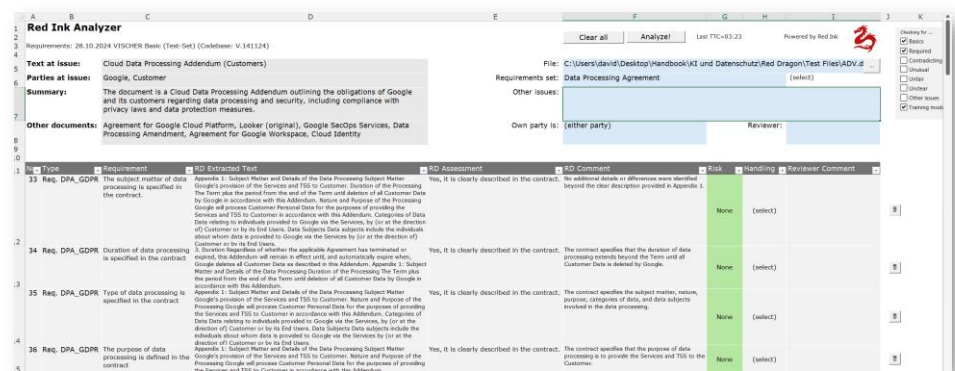 A B C D E F G H I J K
Red Ink Analyzer
Clear all Analyze! Last TTC=03:23 Powered by Red Ink
Requirements: 28.10.2024 VISCHER Basic (Test-Set) (Codebase: V.141124)
Checking for ...
Basics
Required
Contradicting
Unusual
Unfair
Unclear
Other issues
Training mode
Text at issue: Cloud Data Processing Addendum (Customers)
File: C:\Users\david\Desktop\Handbook\KI und Datenschutz\Red Dragon\Test Files\ADV.d ...
Parties at issue: Google, Customer
Requirements set: Data Processing Agreement (select)
Summary: The document is a Cloud Data Processing Addendum outlining the obligations of Google
and its customers regarding data processing and security, including compliance with
privacy laws and data protection measures.
Other issues:
Other documents: Agreement for Google Cloud Platform, Looker (original), Google SecOps Services, Data
Processing Amendment, Agreement for Google Workspace, Cloud Identity
Own party is: (either party) Reviewer:
Type Requirement RD Extracted Text RD Assessment RD Comment Risk Handling Reviewer Comment
33 Req. DPA_GDPR The subject matter of data
processing is specified in
the contract.
Appendix 1: Subject Matter and Details of the Data Processing Subject Matter
Google's provision of the Services and TSS to Customer. Duration of the Processing
The Term plus the period from the end of the Term until deletion of all Customer Data
by Google in accordance with this Addendum. Nature and Purpose of the Processing
Google will process Customer Personal Data for the purposes of providing the
Services and TSS to Customer in accordance with this Addendum. Categories of Data
Data relating to individuals provided to Google via the Services, by (or at the direction
of) Customer or by its End Users. Data Subjects Data subjects include the individuals
about whom data is provided to Google via the Services by (or at the direction of)
Customer or by its End Users.
Yes, it is clearly described in the contract.
No additional details or differences were identified
beyond the clear description provided in Appendix 1.
None (select)
34 Req. DPA_GDPR Duration of data processing
is specified in the contract
3. Duration Regardless of whether the applicable Agreement has terminated or
expired, this Addendum will remain in effect until, and automatically expire when,
Google deletes all Customer Data as described in this Addendum. Appendix 1: Subject
Matter and Details of the Data Processing Duration of the Processing The Term plus
the period from the end of the Term until deletion of all Customer Data by Google in
accordance with this Addendum.
Yes, it is clearly described in the contract.
The contract specifies that the duration of data
processing extends beyond the Term until all
Customer Data is deleted by Google.
None (select)
35 Req. DPA_GDPR Type of data processing is
specified in the contract
Appendix 1: Subject Matter and Details of the Data Processing Subject Matter
Google's provision of the Services and TSS to Customer. Nature and Purpose of the
Processing Google will process Customer Personal Data for the purposes of providing
the Services and TSS to Customer in accordance with this Addendum. Categories of
Data Data relating to individuals provided to Google via the Services, by (or at the
direction of) Customer or by its End Users. Data Subjects Data subjects include the
individuals about whom data is provided to Google via the Services by (or at the
direction of) Customer or by its End Users.
Yes, it is clearly described in the contract.
The contract specifies the subject matter, nature,
purpose, categories of data, and data subjects
involved in the data processing.
None (select)
36 Req. DPA_GDPR The purpose of data
processing is defined in the
contract
Appendix 1: Subject Matter and Details of the Data Processing Subject Matter
Google's provision of the Services and TSS to Customer. Nature and Purpose of the
Processing Google will process Customer Personal Data for the purposes of providing
the Services and TSS to Customer in accordance with this Addendum.
Yes, it is clearly described in the contract.
The contract specifies that the purpose of data
processing is to provide the Services and TSS to the
Customer.
None (select)